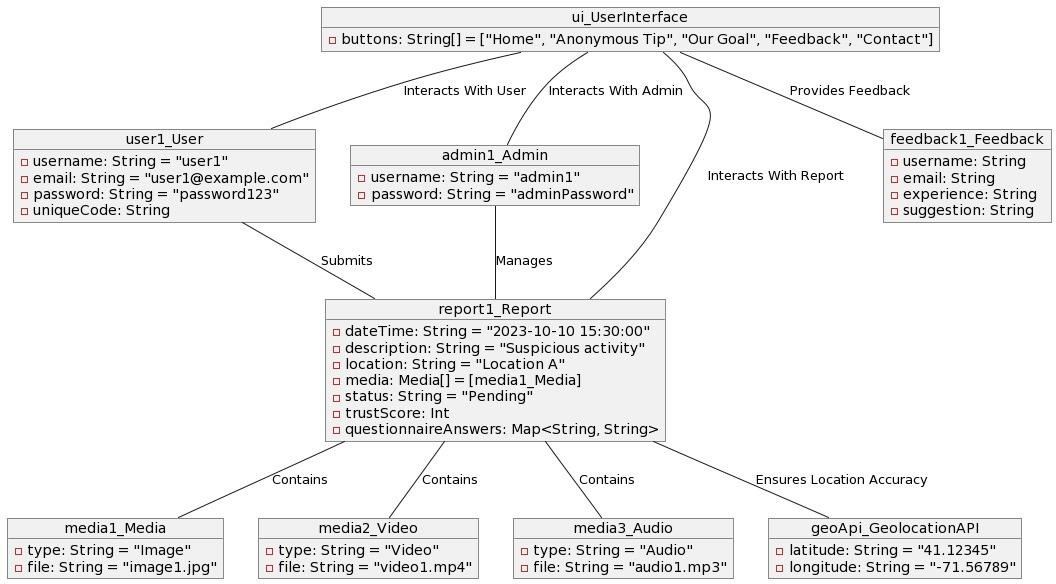 ui_UserInterface
buttons: String[] = ["Home", "Anonymous Tip", "Our Goal", "Feedback", "Contact"]
Interacts With User
Interacts With Admin
Provides Feedback
user1_User
username: String = "user1"
email: String = "user1@example.com"
password: String = "password123"
uniqueCode: String
admin1_Admin
username: String = "admin1"
password: String = "adminPassword"
Interacts With Report
feedback1_Feedback
username: String
email: String
experience: String
suggestion: String
Submits
Manages
report1_Report
dateTime: String = "2023-10-10 15:30:00"
description: String = "Suspicious activity"
location: String = "Location A"
media: Media[] = [media1_Media]
status: String = "Pending"
trustScore: Int
questionnaireAnswers: Map<String, String>
Contains
Contains
Contains
Ensures Location Accuracy
media1_Media
type: String = "Image"
file: String = "image1.jpg"
media2_Video
type: String = "Video"
file: String = "video1.mp4"
media3_Audio
type: String = "Audio"
file: String = "audio1.mp3"
geoApi_GeolocationAPI
latitude: String = "41.12345"
longitude: String = "-71.56789"